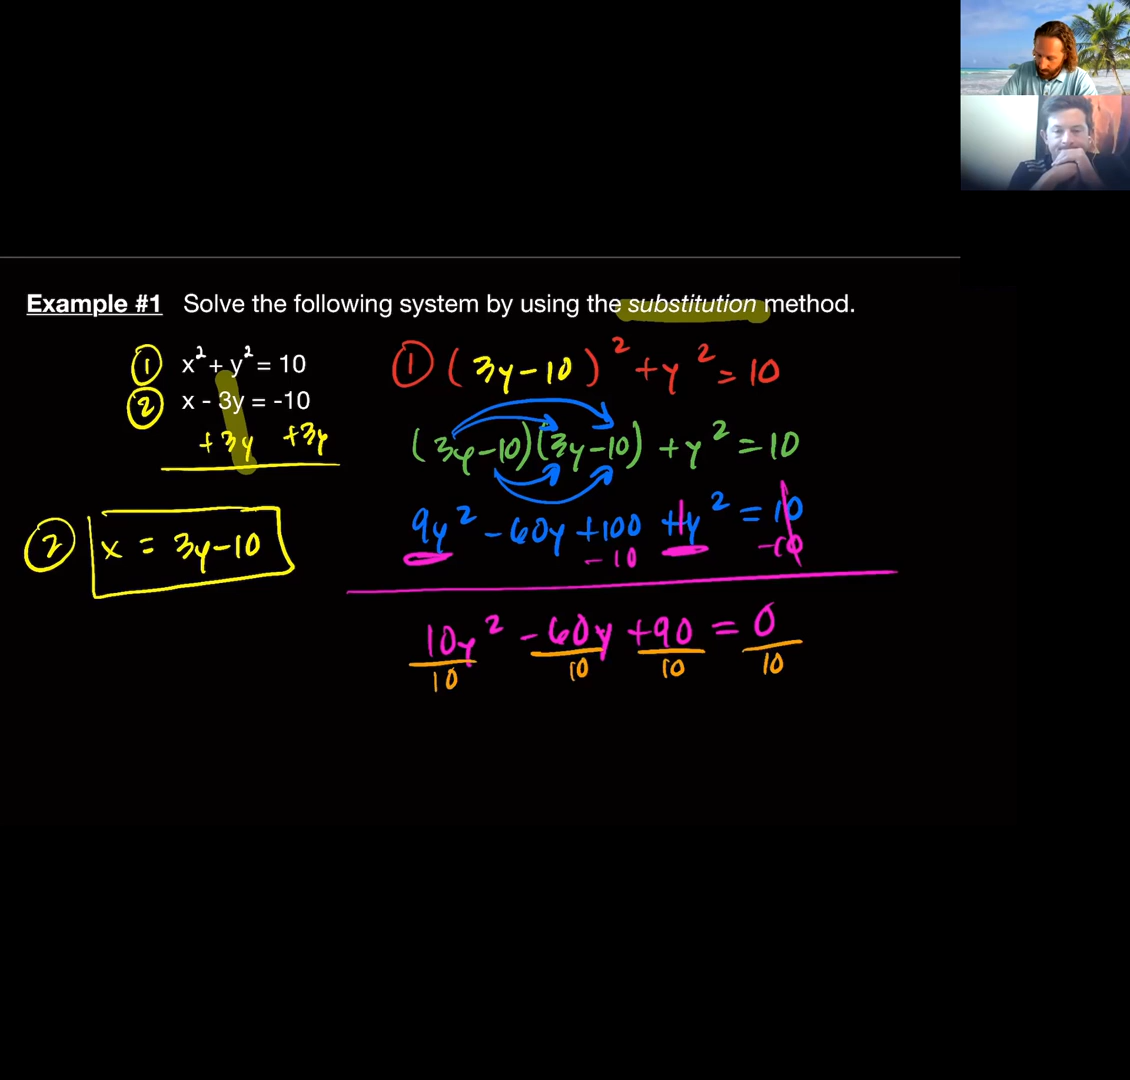 Example #1 Solve the following system by using the substitution method.
① x² + y² = 10
② x - 3y = -10
+3y +3y
② x = 3y-10
① (3y-10)² + y² = 10
(3y-10)(3y-10) + y² = 10
9y² - 60y + 100 + 1y² = 10
-10 -10
10y² - 60y + 90 = 0
10 10 10 10